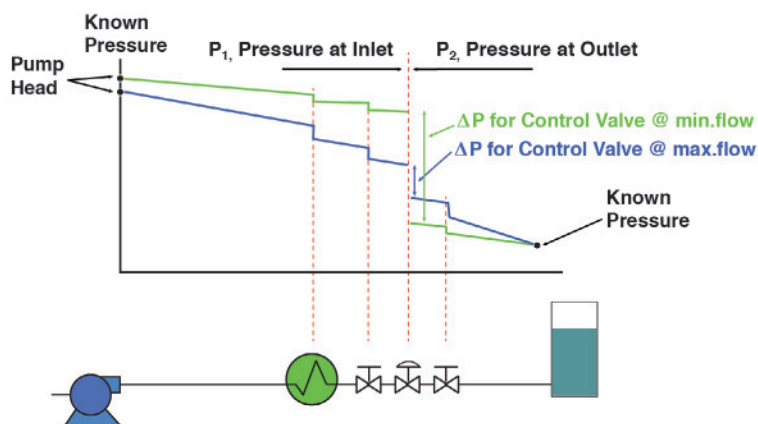 Known
Pressure
P1, Pressure at Inlet
P2, Pressure at Outlet
Pump
Head
ΔP for Control Valve @ min.flow
ΔP for Control Valve @ max.flow
Known
Pressure